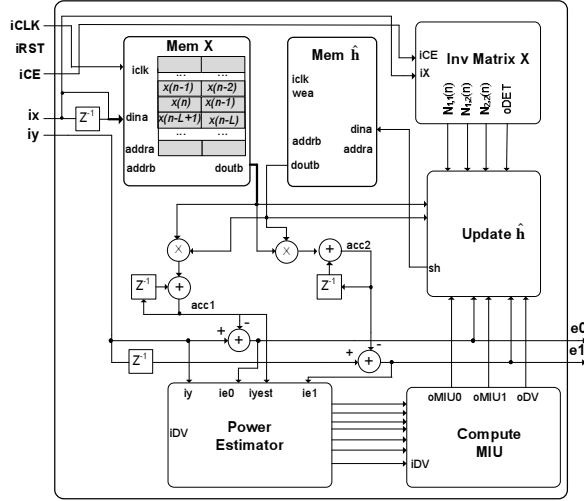 iCLK
iRST
iCE
ix
iy
Z-1
Mem X
iclk
...
...
x(n-1)
x(n-2)
x(n)
x(n-1)
x(n-L+1)
x(n-L)
...
...
dina
addra
addrb
doutb
Mem ĥ
iclk
wea
addrb
doutb
dina
addra
iCE
iX
Inv Matrix X
N1,1(n)
N1,2(n)
N2,2(n)
oDET
Update ĥ
sh
X
X
+
acc2
Z-1
+
Z-1
acc1
+
-
+
-
e0
e1
Z-1
+
+
iy
ie0
iyest
ie1
iDV
Power
Estimator
oMIU0
oMIU1
oDV
Compute
MIU
iDV